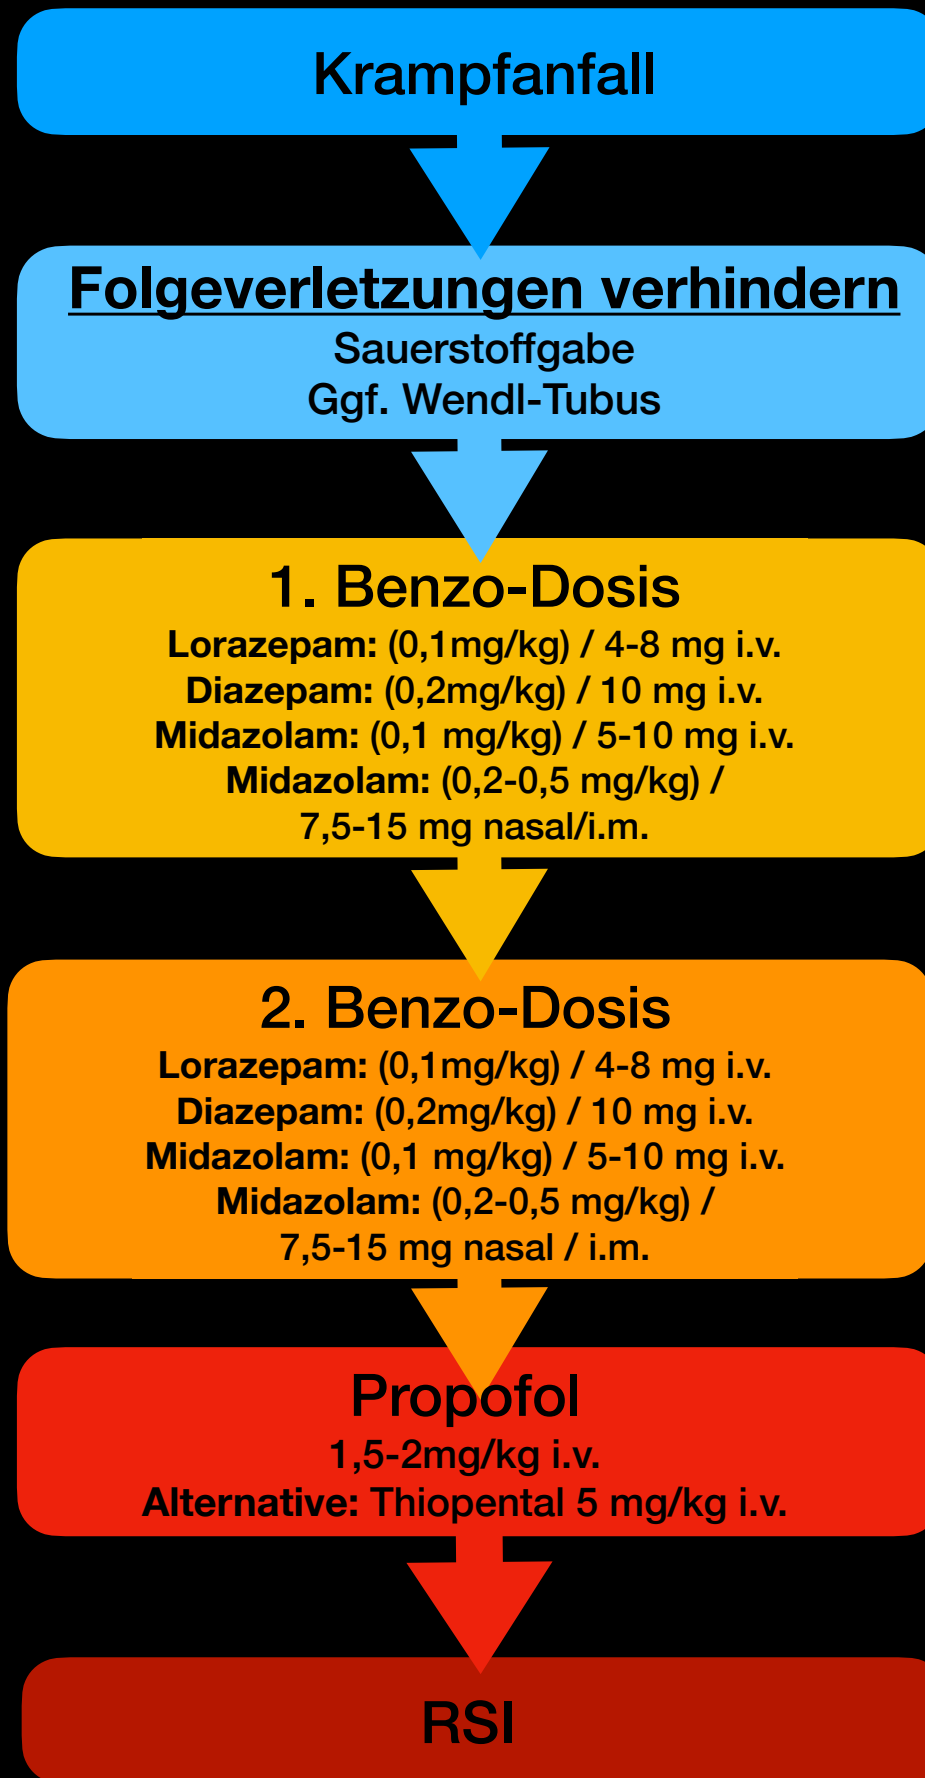 Krampfanfall
Folgeverletzungen verhindern
Sauerstoffgabe
Ggf. Wendl-Tubus
1. Benzo-Dosis
Lorazepam: (0,1mg/kg) / 4-8 mg i.v.
Diazepam: (0,2mg/kg) / 10 mg i.v.
Midazolam: (0,1 mg/kg) / 5-10 mg i.v.
Midazolam: (0,2-0,5 mg/kg) /
7,5-15 mg nasal/i.m.
2. Benzo-Dosis
Lorazepam: (0,1mg/kg) / 4-8 mg i.v.
Diazepam: (0,2mg/kg) / 10 mg i.v.
Midazolam: (0,1 mg/kg) / 5-10 mg i.v.
Midazolam: (0,2-0,5 mg/kg) /
7,5-15 mg nasal / i.m.
Propofol
1,5-2mg/kg i.v.
Alternative: Thiopental 5 mg/kg i.v.
RSI